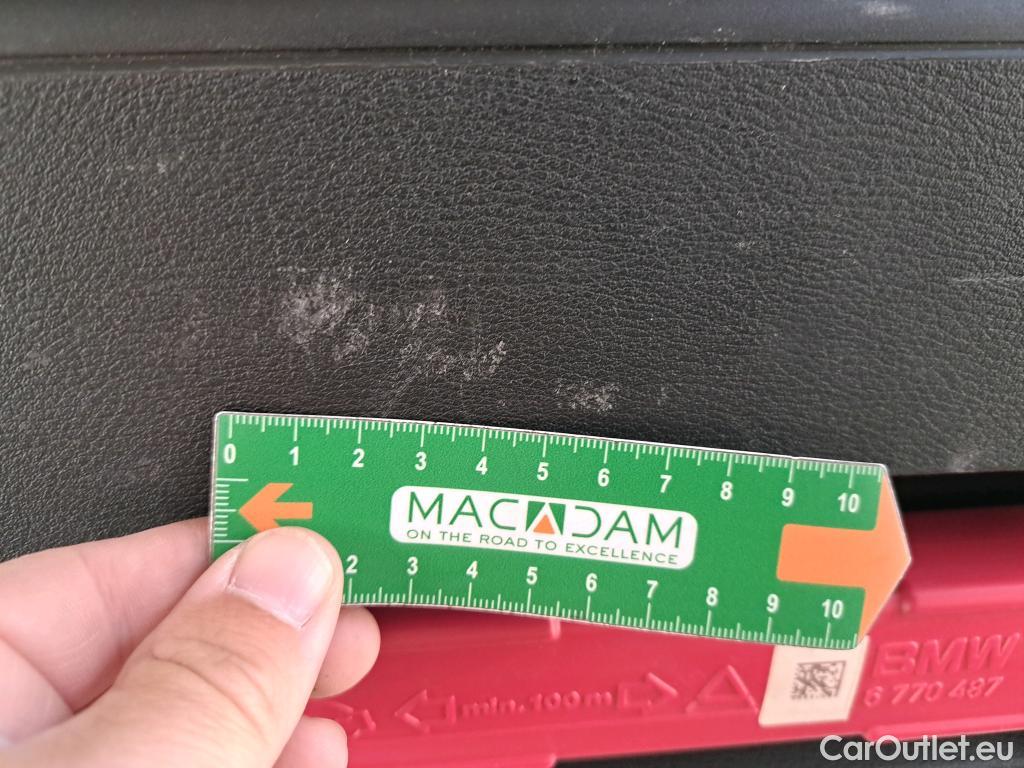 0 1 2 3 4 5 6 7 8 9 10
MACADAM
ON THE ROAD TO EXCELLENCE
2 3 4 5 6 7 8 9 10
BMW
min. 100 m
6 770 487
CarOutlet.eu